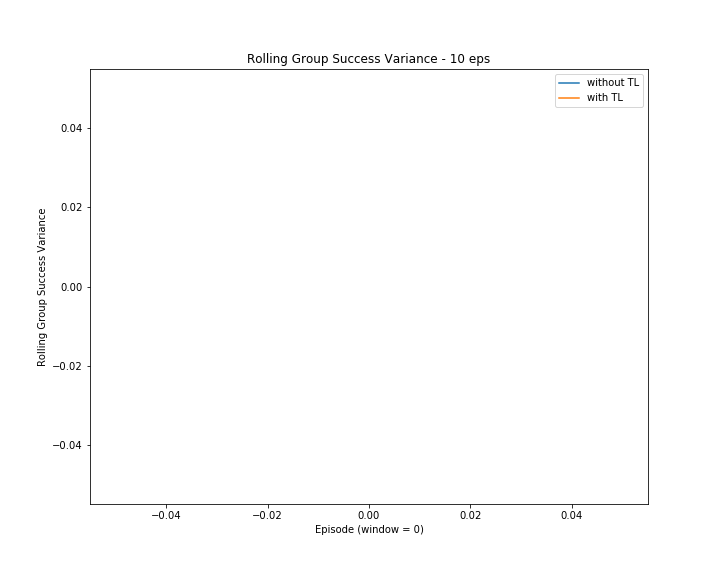 Rolling Group Success Variance - 10 eps
without TL
with TL
0.04
0.02
0.00
−0.02
−0.04
Rolling Group Success Variance
−0.04
−0.02
0.00
0.02
0.04
Episode (window = 0)